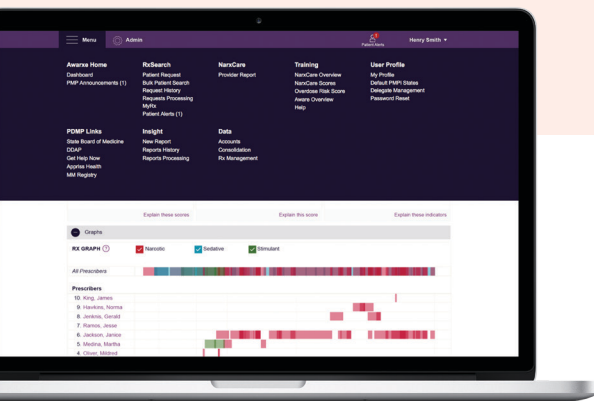 Menu
Admin
Patient Alerts
Henry Smith
Awarxe Home
Dashboard
PMP Announcements (1)
RxSearch
Patient Request
Bulk Patient Search
Request History
Requests Processing
MyRx
Patient Alerts (1)
NarxCare
Provider Report
Training
NarxCare Overview
NarxCare Scores
Overdose Risk Score
Aware Overview
Help
User Profile
My Profile
Default PMPI States
Delegate Management
Password Reset
PDMP Links
State Board of Medicine
DDAP
Get Help Now
Appriss Health
MM Registry
Insight
New Report
Reports History
Reports Processing
Data
Accounts
Consolidation
Rx Management
Explain these scores
Explain this score
Explain these indicators
Graphs
RX GRAPH
Narcotic
Sedative
Stimulant
All Prescribers
Prescribers
10. King, James
9. Hawkins, Norma
8. Jenkins, Gerald
7. Ramos, Jesse
6. Jackson, Janice
5. Medina, Martha
4. Oliver, Mildred